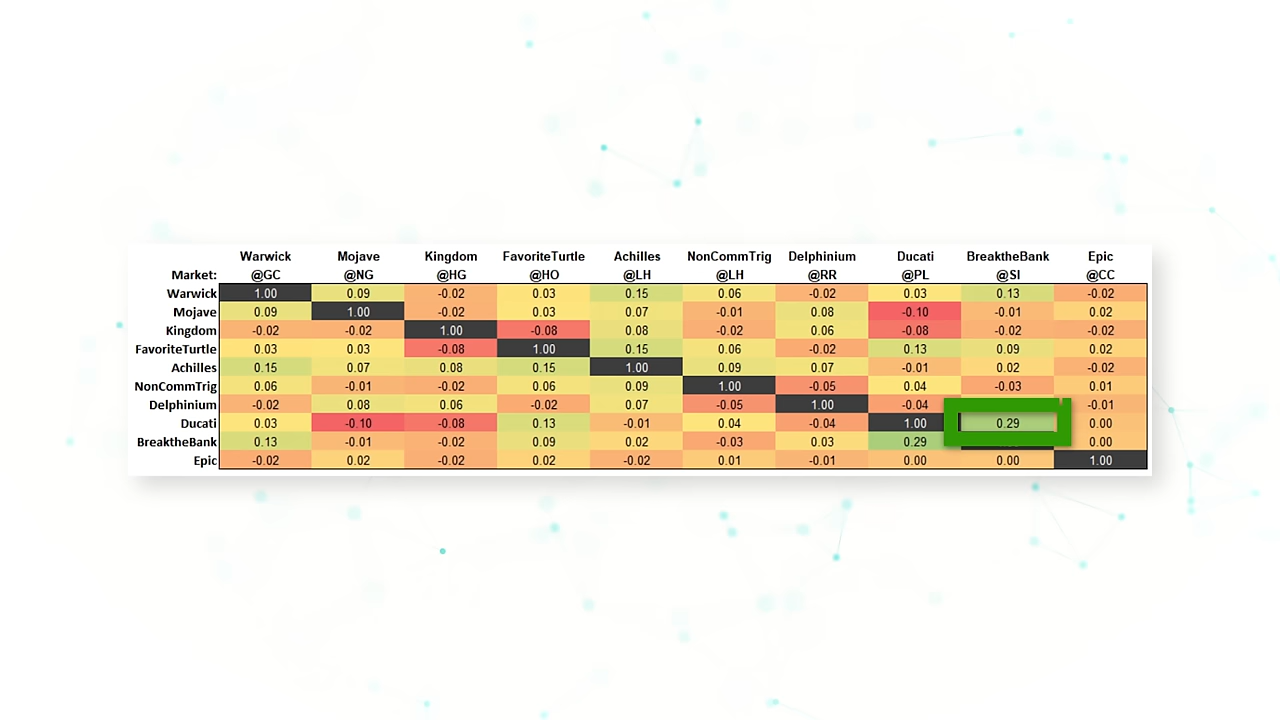 Warwick Mojave Kingdom FavoriteTurtle Achilles NonCommTrig Delphinium Ducati BreaktheBank Epic
Market: @GC @NG @HG @HO @LH @LH @RR @PL @SI @CC
Warwick 1.00 0.09 -0.02 0.03 0.15 0.06 -0.02 0.03 0.13 -0.02
Mojave 0.09 1.00 -0.02 0.03 0.07 -0.01 0.08 -0.10 -0.01 0.02
Kingdom -0.02 -0.02 1.00 -0.08 0.08 -0.02 0.06 -0.08 -0.02 -0.02
FavoriteTurtle 0.03 0.03 -0.08 1.00 0.15 0.06 -0.02 0.13 0.09 0.02
Achilles 0.15 0.07 0.08 0.15 1.00 0.09 0.07 -0.01 0.02 -0.02
NonCommTrig 0.06 -0.01 -0.02 0.06 0.09 1.00 -0.05 0.04 -0.03 0.01
Delphinium -0.02 0.08 0.06 -0.02 0.07 -0.05 1.00 -0.04 -0.01
Ducati 0.03 -0.10 -0.08 0.13 -0.01 0.04 -0.04 1.00 0.29 0.00
BreaktheBank 0.13 -0.01 -0.02 0.09 0.02 -0.03 0.03 0.29 0.00
Epic -0.02 0.02 -0.02 0.02 -0.02 0.01 -0.01 0.00 0.00 1.00